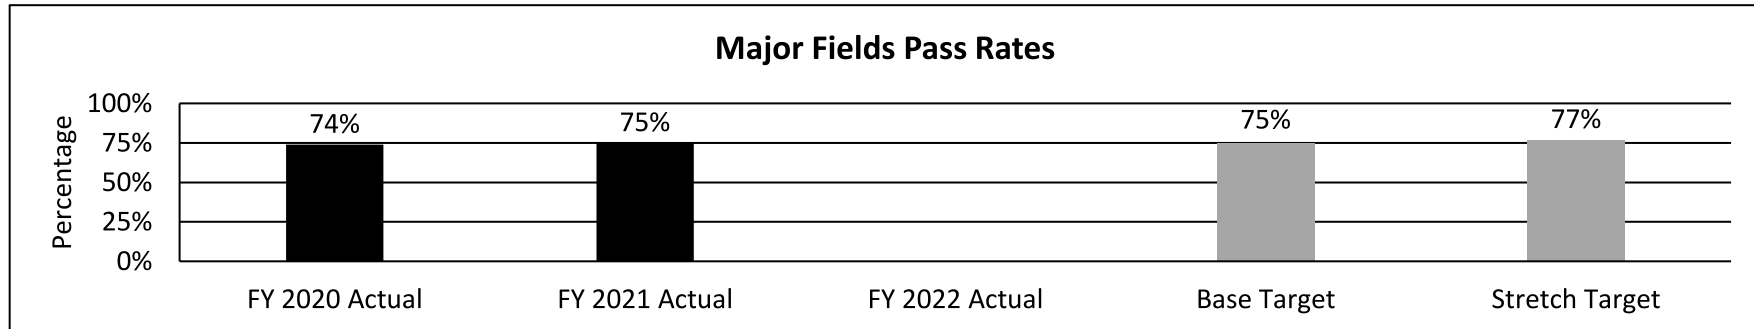 Major Fields Pass Rates
Percentage
100%
75%
50%
25%
0%
74%
75%
75%
77%
FY 2020 Actual
FY 2021 Actual
FY 2022 Actual
Base Target
Stretch Target